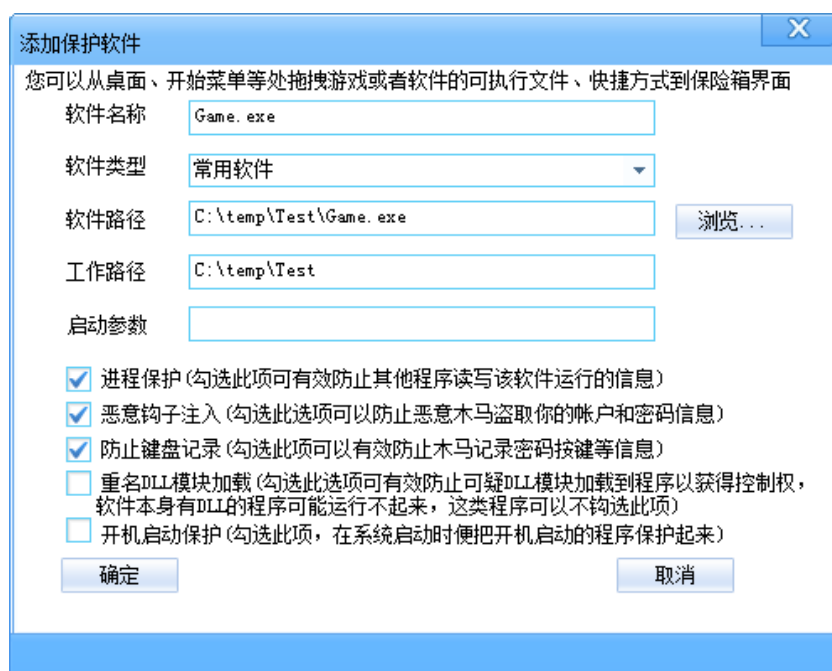 添加保护软件
X
您可以从桌面、开始菜单等处拖拽游戏或者软件的可执行文件、快捷方式到保险箱界面
软件名称 Game.exe
软件类型 常用软件
软件路径 C:\temp\Test\Game.exe 浏览...
工作路径 C:\temp\Test
启动参数
进程保护(勾选此项可有效防止其他程序读写该软件运行的信息)
恶意钩子注入(勾选此选项可以防止恶意木马盗取你的帐户和密码信息)
防止键盘记录(勾选此项可以有效防止木马记录密码按键等信息)
重名DLL模块加载(勾选此选项可有效防止可疑DLL模块加载到程序以获得控制权，
软件本身有DLL的程序可能运行不起来，这类程序可以不钩选此项)
开机启动保护(勾选此项，在系统启动时便把开机启动的程序保护起来)
确定 取消